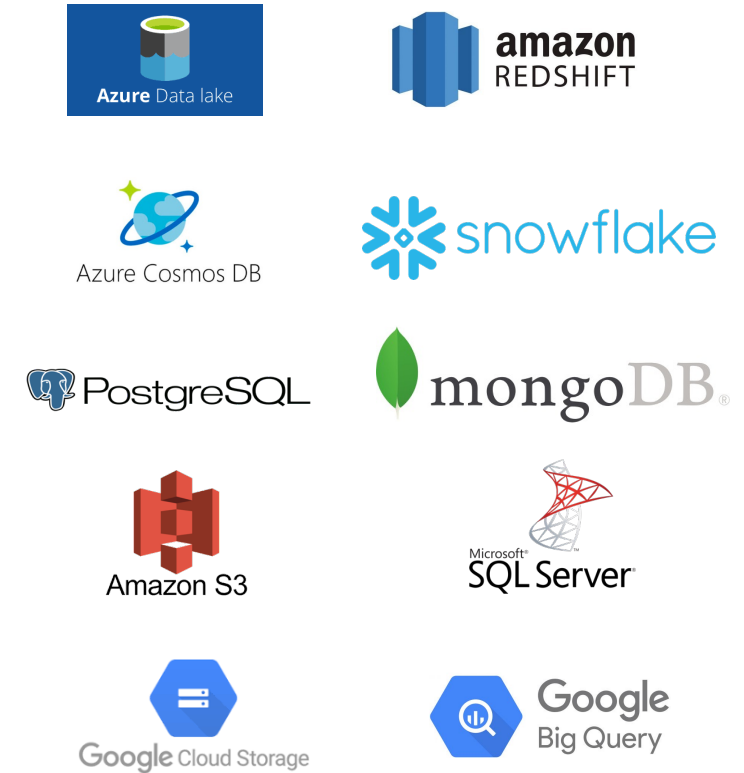 Azure Data lake
amazon
REDSHIFT
Azure Cosmos DB
snowflake
PostgreSQL
mongoDB®
Amazon S3
Microsoft®
SQL Server®
™
Google Cloud Storage
Google
Big Query